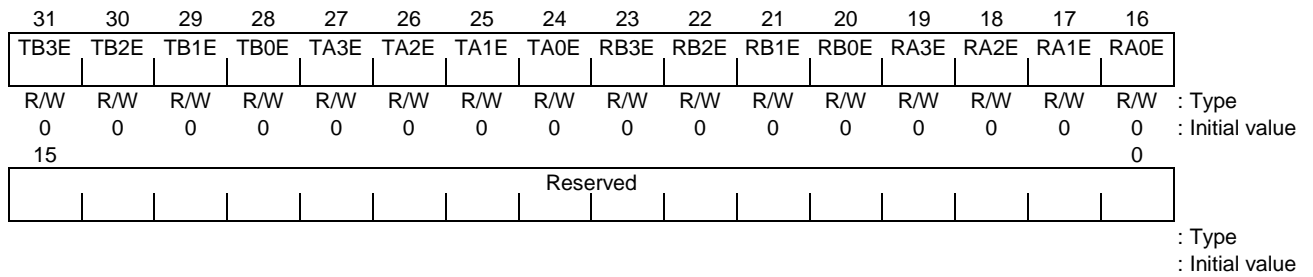 31 30 29 28 27 26 25 24 23 22 21 20 19 18 17 16
TB3E TB2E TB1E TB0E TA3E TA2E TA1E TA0E RB3E RB2E RB1E RB0E RA3E RA2E RA1E RA0E
R/W R/W R/W R/W R/W R/W R/W R/W R/W R/W R/W R/W R/W R/W R/W R/W : Type
0 0 0 0 0 0 0 0 0 0 0 0 0 0 0 0 : Initial value
15 0
Reserved
: Type
: Initial value